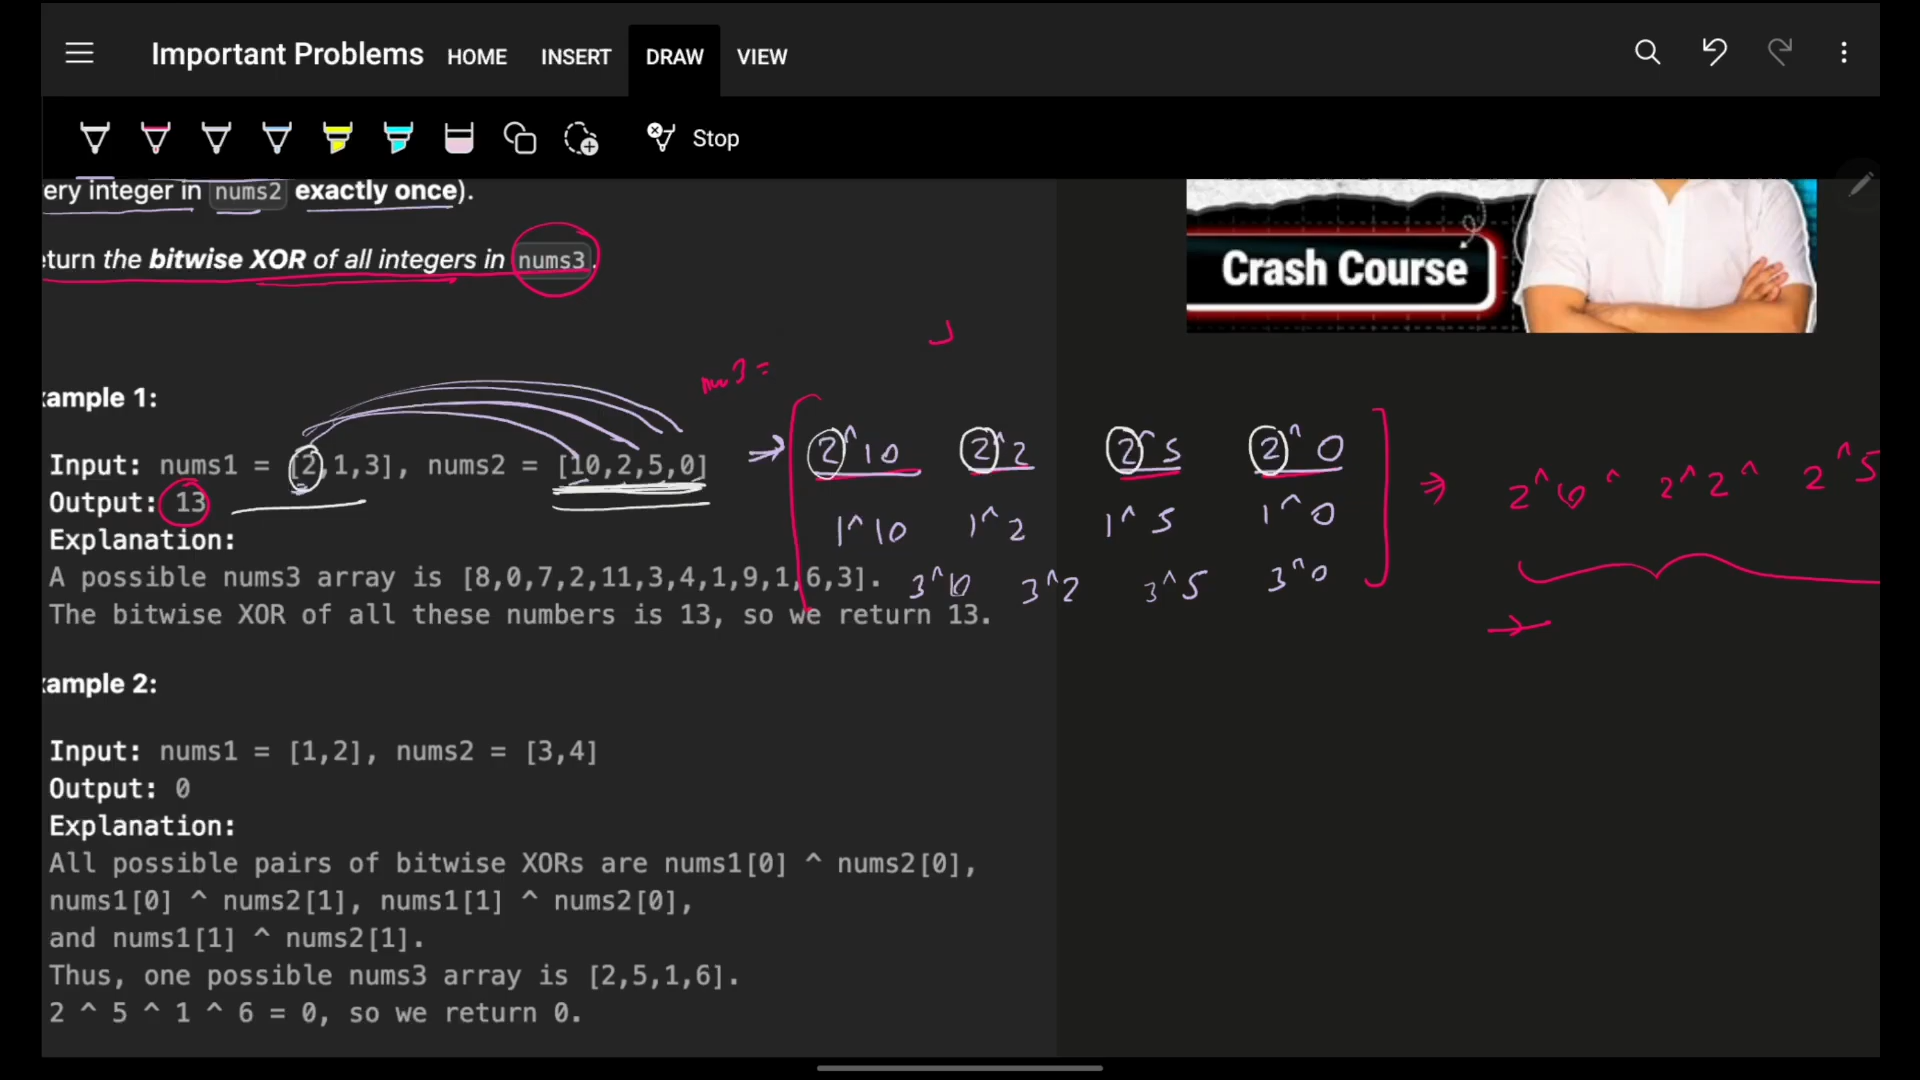 Important Problems HOME INSERT DRAW VIEW
Stop
ery integer in nums2 exactly once).
turn the bitwise XOR of all integers in nums3.
Crash Course
nums3 =
ample 1:
Input: nums1 = [2,1,3], nums2 = [10,2,5,0]
Output: 13
Explanation:
A possible nums3 array is [8,0,7,2,11,3,4,1,9,1,6,3].
The bitwise XOR of all these numbers is 13, so we return 13.
2^10 2^2 2^5 2^0
1^10 1^2 1^5 1^0
3^10 3^2 3^5 3^0
2^10 ^ 2^2 ^ 2^5
ample 2:
Input: nums1 = [1,2], nums2 = [3,4]
Output: 0
Explanation:
All possible pairs of bitwise XORs are nums1[0] ^ nums2[0],
nums1[0] ^ nums2[1], nums1[1] ^ nums2[0],
and nums1[1] ^ nums2[1].
Thus, one possible nums3 array is [2,5,1,6].
2 ^ 5 ^ 1 ^ 6 = 0, so we return 0.